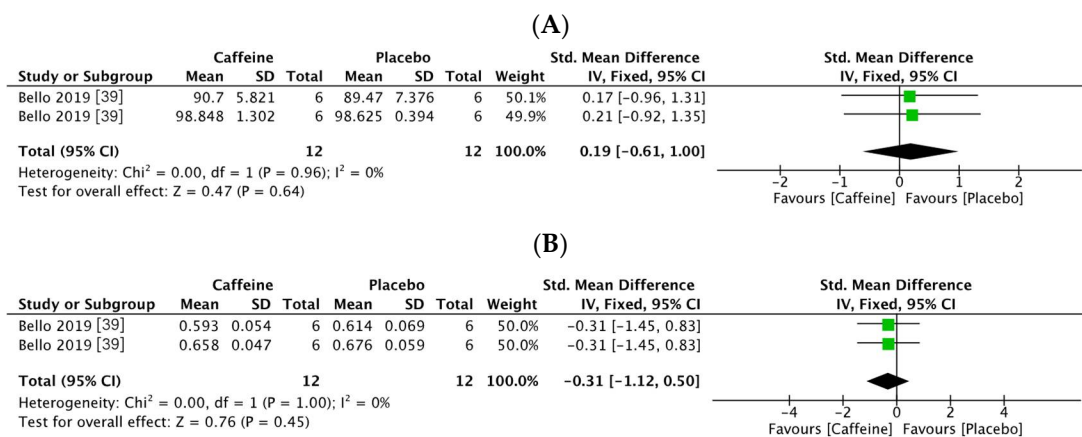 (A)
Caffeine Placebo Std. Mean Difference Std. Mean Difference
Study or Subgroup Mean SD Total Mean SD Total Weight IV, Fixed, 95% CI IV, Fixed, 95% CI
Bello 2019 [39] 90.7 5.821 6 89.47 7.376 6 50.1% 0.17 [-0.96, 1.31]
Bello 2019 [39] 98.848 1.302 6 98.625 0.394 6 49.9% 0.21 [-0.92, 1.35]
Total (95% CI) 12 12 100.0% 0.19 [-0.61, 1.00]
Heterogeneity: Chi² = 0.00, df = 1 (P = 0.96); I² = 0%
Test for overall effect: Z = 0.47 (P = 0.64)
-2 -1 0 1 2
Favours [Caffeine] Favours [Placebo]
(B)
Caffeine Placebo Std. Mean Difference Std. Mean Difference
Study or Subgroup Mean SD Total Mean SD Total Weight IV, Fixed, 95% CI IV, Fixed, 95% CI
Bello 2019 [39] 0.593 0.054 6 0.614 0.069 6 50.0% -0.31 [-1.45, 0.83]
Bello 2019 [39] 0.658 0.047 6 0.676 0.059 6 50.0% -0.31 [-1.45, 0.83]
Total (95% CI) 12 12 100.0% -0.31 [-1.12, 0.50]
Heterogeneity: Chi² = 0.00, df = 1 (P = 1.00); I² = 0%
Test for overall effect: Z = 0.76 (P = 0.45)
-4 -2 0 2 4
Favours [Caffeine] Favours [Placebo]